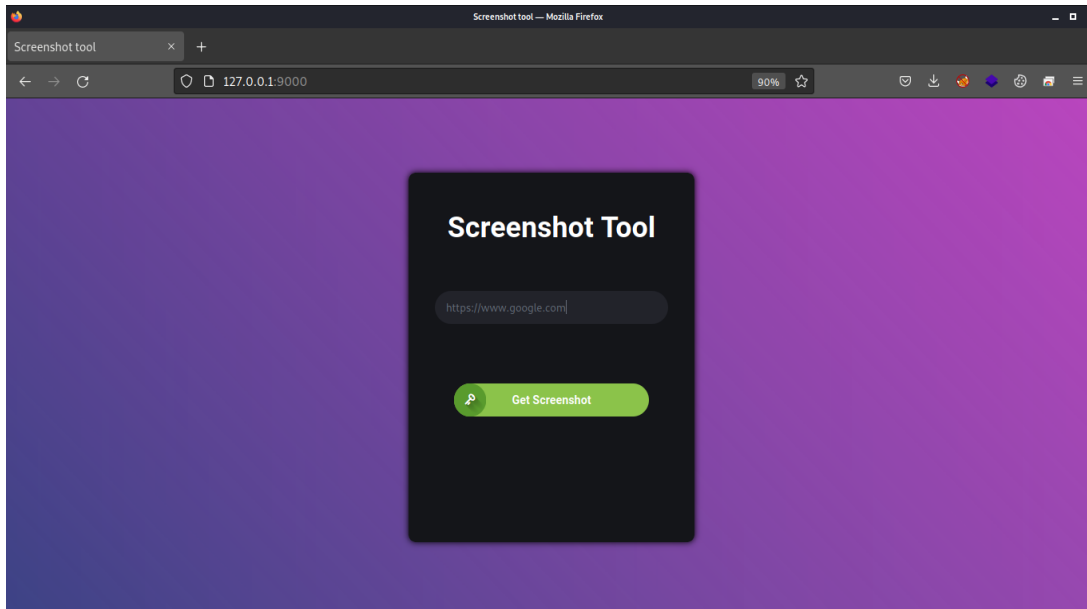 Screenshot tool — Mozilla Firefox
Screenshot tool
127.0.0.1:9000
90%
Screenshot Tool
https://www.google.com
Get Screenshot